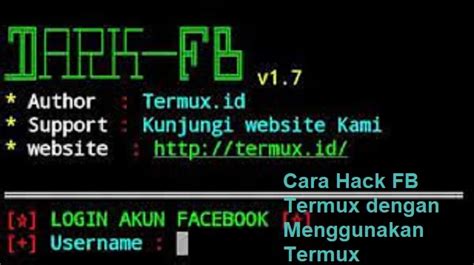 DARK-FB v1.7
* Author : Termux.id
* Support : Kunjungi website Kami
* website : http://termux.id/
[☆] LOGIN AKUN FACEBOOK [☆]
[+] Username :
Cara Hack FB
Termux dengan
Menggunakan
Termux